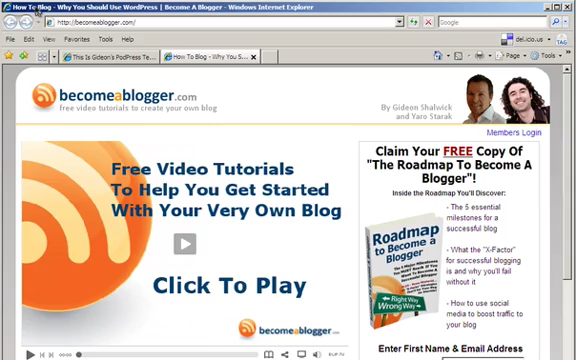 How To Blog - Why You Should Use WordPress | Become A Blogger - Windows Internet Explorer
http://becomeablogger.com/
Google
File Edit View Favorites Tools Help
del.icio.us
This Is Gideon's PodPress Te...
How To Blog - Why You S...
Page
Tools
becomeablogger.com
free video tutorials to create your own blog
By Gideon Shalwick
and Yaro Starak
Members Login
Free Video Tutorials
To Help You Get Started
With Your Very Own Blog
Click To Play
becomeablogger.com
Claim Your FREE Copy Of
"The Roadmap To Become A
Blogger"!
Inside the Roadmap You'll Discover:
- The 5 essential
milestones for a
successful blog
- What the "X-Factor"
for successful blogging
is and why you'll fail
without it
- How to use social
media to boost traffic to
your blog
Roadmap
to Become a
Blogger
Right Way
Wrong Way
Enter First Name & Email Address